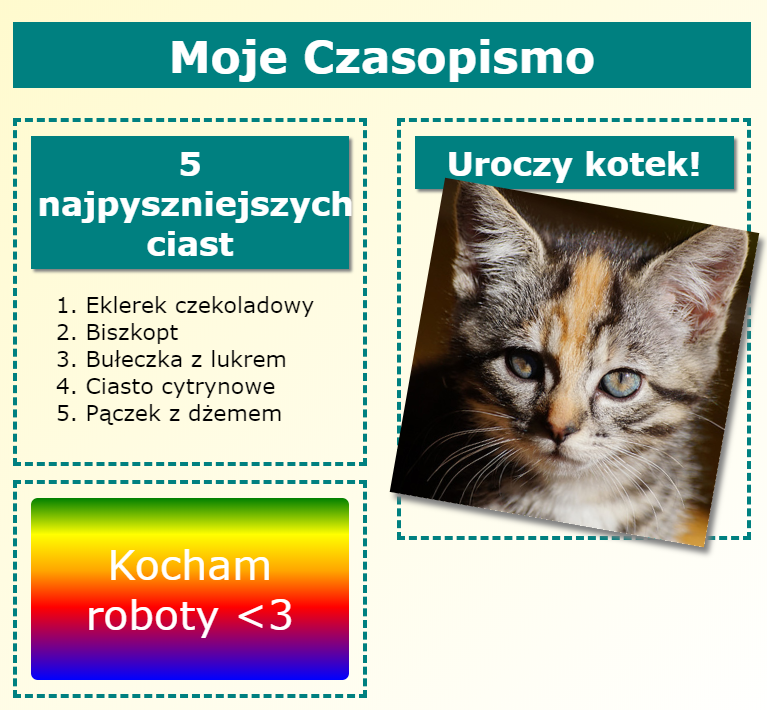 Moje Czasopismo
5
najpyszniejszych
ciast
1. Eklerek czekoladowy
2. Biszkopt
3. Bułeczka z lukrem
4. Ciasto cytrynowe
5. Pączek z dżemem
Kocham
roboty <3
Uroczy kotek!